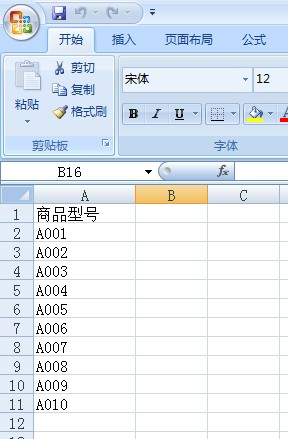 开始 插入 页面布局 公式
剪切
复制
粘贴 格式刷
剪贴板
宋体 12
B I U
字体
B16 fx
A B C
1 商品型号
2 A001
3 A002
4 A003
5 A004
6 A005
7 A006
8 A007
9 A008
10 A009
11 A010
12